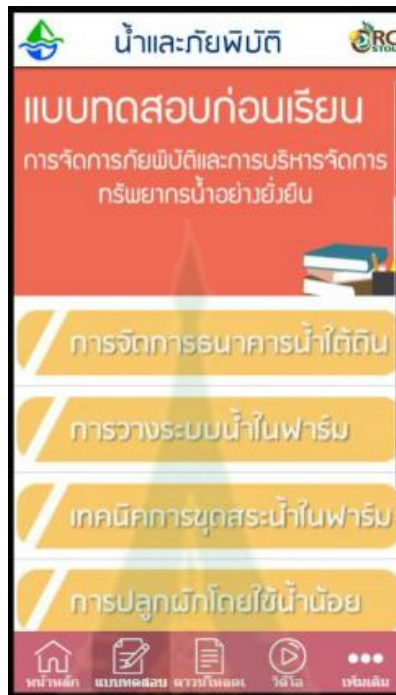 น้ำและภัยพิบัติ
แบบทดสอบก่อนเรียน
การจัดการภัยพิบัติและการบริหารจัดการ
ทรัพยากรน้ำอย่างยั่งยืน
การจัดการธนาคารน้ำใต้ดิน
การวางระบบน้ำในฟาร์ม
เทคนิคการขุดสระน้ำในฟาร์ม
การปลูกผักโดยใช้น้ำน้อย
หน้าหลัก แบบทดสอบ ดาวน์โหลดเ วิดีโอ เพิ่มเติม